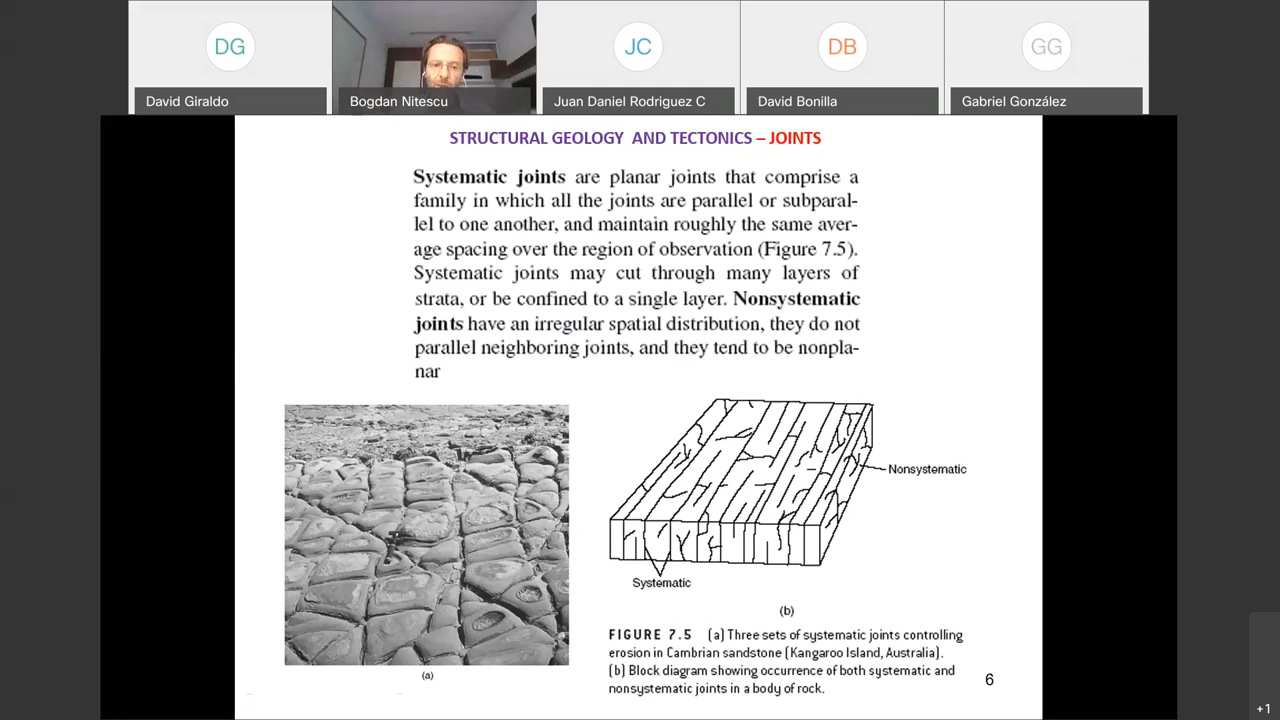 DG
JC
DB
GG
David Giraldo
Bogdan Nitescu
Juan Daniel Rodriguez C
David Bonilla
Gabriel González
STRUCTURAL GEOLOGY AND TECTONICS – JOINTS
Systematic joints are planar joints that comprise a
family in which all the joints are parallel or subparal-
lel to one another, and maintain roughly the same aver-
age spacing over the region of observation (Figure 7.5).
Systematic joints may cut through many layers of
strata, or be confined to a single layer. Nonsystematic
joints have an irregular spatial distribution, they do not
parallel neighboring joints, and they tend to be nonpla-
nar
Nonsystematic
Systematic
(a)
(b)
FIGURE 7.5 (a) Three sets of systematic joints controlling
erosion in Cambrian sandstone (Kangaroo Island, Australia).
(b) Block diagram showing occurrence of both systematic and
nonsystematic joints in a body of rock.
6
+1